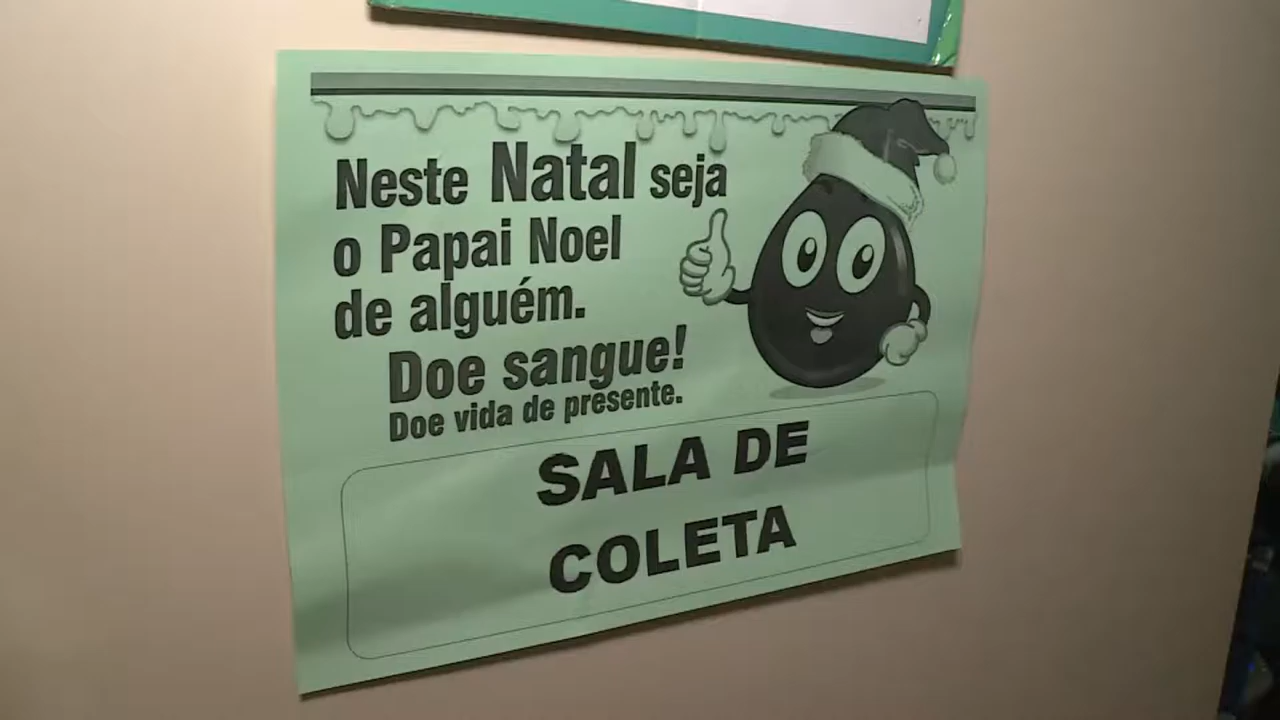 Neste Natal seja
o Papai Noel
de alguém.
Doe sangue!
Doe vida de presente.
SALA DE
COLETA